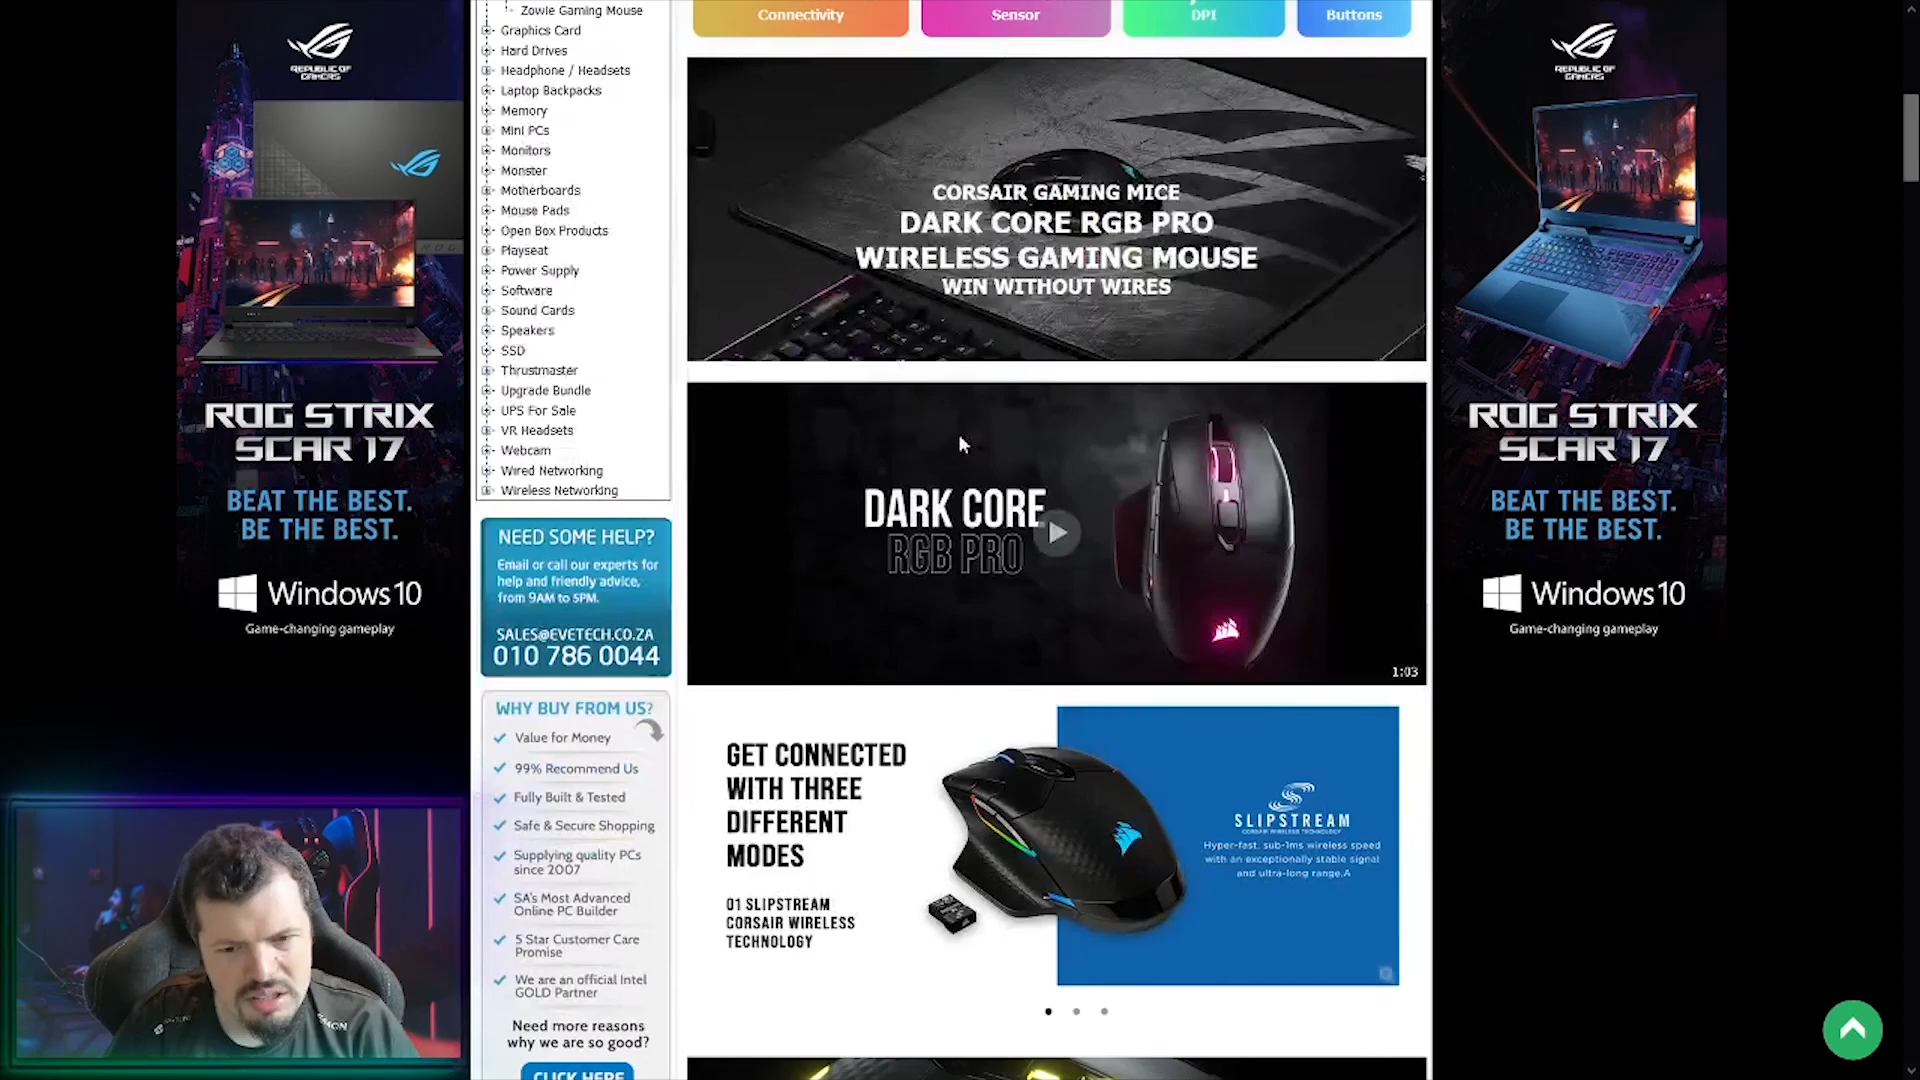 REPUBLIC OF
GAMERS
ROG STRIX
SCAR 17
BEAT THE BEST.
BE THE BEST.
Windows 10
Game-changing gameplay
Zowie Gaming Mouse
Graphics Card
Hard Drives
Headphone / Headsets
Laptop Backpacks
Memory
Mini PCs
Monitors
Monster
Motherboards
Mouse Pads
Open Box Products
Playseat
Power Supply
Software
Sound Cards
Speakers
SSD
Thrustmaster
Upgrade Bundle
UPS For Sale
VR Headsets
Webcam
Wired Networking
Wireless Networking
NEED SOME HELP?
Email or call our experts for
help and friendly advice,
from 9AM to 5PM.
SALES@EVETECH.CO.ZA
010 786 0044
WHY BUY FROM US?
Value for Money
99% Recommend Us
Fully Built & Tested
Safe & Secure Shopping
Supplying quality PCs
since 2007
SA's Most Advanced
Online PC Builder
5 Star Customer Care
Promise
We are an official Intel
GOLD Partner
Need more reasons
why we are so good?
CLICK HERE
Connectivity
Sensor
DPI
Buttons
CORSAIR GAMING MICE
DARK CORE RGB PRO
WIRELESS GAMING MOUSE
WIN WITHOUT WIRES
DARK CORE
RGB PRO
1:03
GET CONNECTED
WITH THREE
DIFFERENT
MODES
01 SLIPSTREAM
CORSAIR WIRELESS
TECHNOLOGY
SLIPSTREAM
CORSAIR WIRELESS TECHNOLOGY
Hyper-fast, sub-1ms wireless speed
with an exceptionally stable signal
and ultra-long range.A
REPUBLIC OF
GAMERS
ROG STRIX
SCAR 17
BEAT THE BEST.
BE THE BEST.
Windows 10
Game-changing gameplay